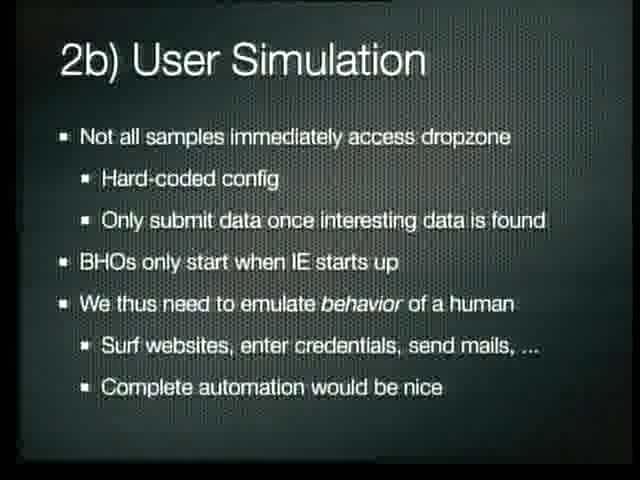 2b) User Simulation
Not all samples immediately access dropzone
Hard-coded config
Only submit data once interesting data is found
BHOs only start when IE starts up
We thus need to emulate behavior of a human
Surf websites, enter credentials, send mails, ...
Complete automation would be nice